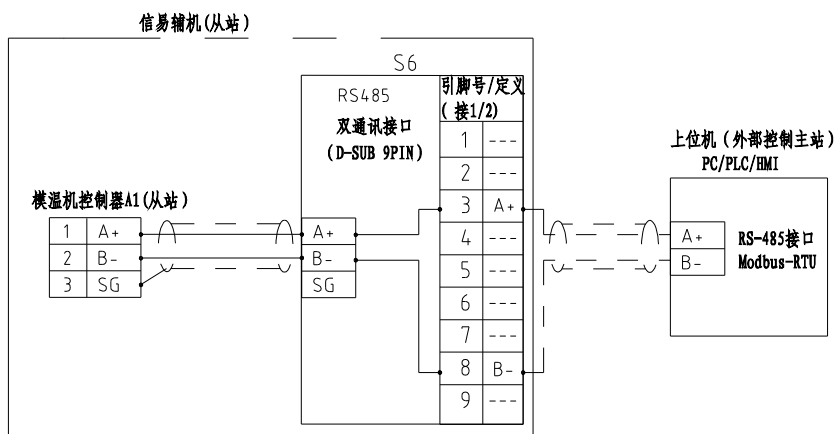 信易辅机(从站)
S6
RS485
双通讯接口
(D-SUB 9PIN)
引脚号/定义
( 接1/2)
1 ---
2 ---
3 A+
4 ---
5 ---
6 ---
7 ---
8 B-
9 ---
模温机控制器A1(从站)
1 A+
2 B-
3 SG
A+
B-
SG
上位机 (外部控制主站)
PC/PLC/HMI
A+
B-
RS-485接口
Modbus-RTU